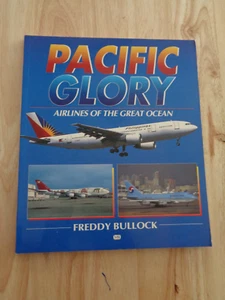 PACIFIC
GLORY
AIRLINES OF THE GREAT OCEAN
FREDDY BULLOCK